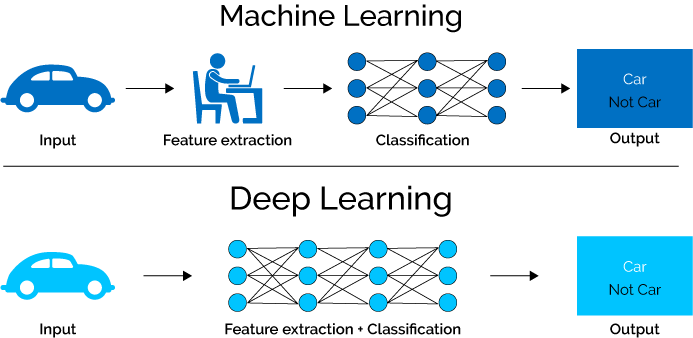 Machine Learning
Car
Not Car
Input
Feature extraction
Classification
Output
Deep Learning
Car
Not Car
Input
Feature extraction + Classification
Output